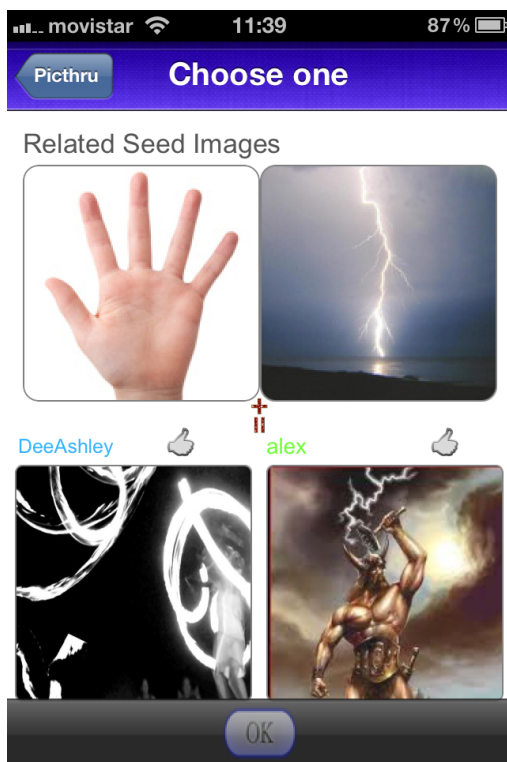 movistar 11:39 87%
Picthru Choose one
Related Seed Images
DeeAshley alex
OK